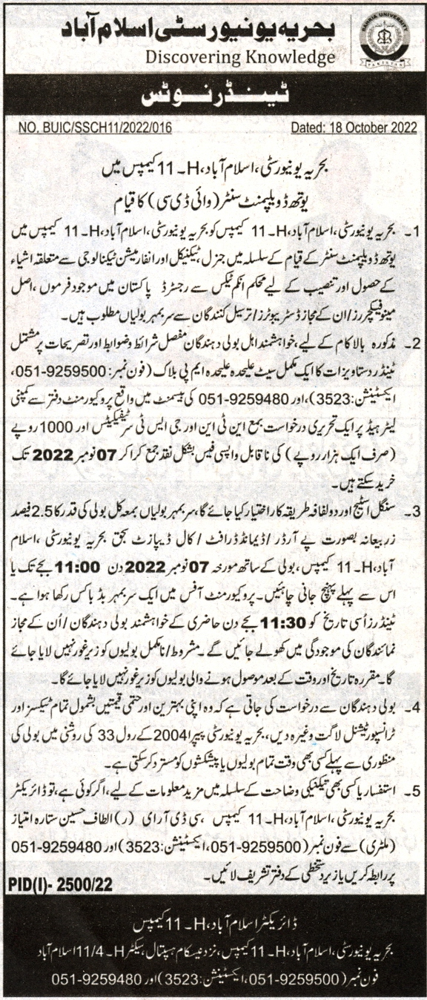 بحریہ یونیورسٹی اسلام آباد
Discovering Knowledge
BAHRIA UNIVERSITY
PAKISTAN
ٹینڈر نوٹس
NO. BUIC/SSCH11/2022/016
Dated: 18 October 2022
بحریہ یونیورسٹی، اسلام آباد، H۔11 کیمپس میں
یوتھ ڈویلپمنٹ سنٹر (وائی ڈی سی) کا قیام
1۔ بحریہ یونیورسٹی، اسلام آباد، H۔11 کیمپس کو بحریہ یونیورسٹی، اسلام آباد، H۔11 کیمپس میں
یوتھ ڈویلپمنٹ سنٹر کے قیام کے سلسلہ میں جنرل، ٹیکنیکل اور انفارمیشن ٹیکنالوجی سے متعلقہ اشیاء
کے حصول اور تنصیب کے لیے محکم انکم ٹیکس سے رجسٹرڈ پاکستان میں موجود فرموں، اصل
مینوفیکچررز/ان کے مجاز ڈسٹری بیوٹرز/ترسیل کنندگان سے سربمہر بولیاں مطلوب ہیں۔
2۔ مذکورہ بالا کام کے لیے، خواہشمند اہل بولی دہندگان مفصل شرائط وضوابط اور تصریحات پر مشتمل
ٹینڈر دستاویزات کا ایک مکمل سیٹ علیحدہ علیحدہ ایم پی بلاک (فون نمبر: 051-9259500،
ایکسٹینشن: 3523)، اور 051-9259480 کی بیسمنٹ میں واقع پروکیورمنٹ دفتر سے کمپنی
لیٹر ہیڈ پر ایک تحریری درخواست بمع این ٹی این اور جی ایس ٹی سرٹیفیکیٹس اور 1000 روپے
(صرف ایک ہزار روپے) کی ناقابل واپسی فیس بشکل نقد جمع کرا کر 07 نومبر 2022 تک
خرید سکتے ہیں۔
3۔ سنگل اسٹیج اور دو لفافہ طریقہ کار اختیار کیا جائے گا، سربمہر بولیاں بمعہ کل بولی کی قدر کا 2.5 فیصد
زربیعانہ بصورت پے آرڈر/ڈیمانڈ ڈرافٹ/کال ڈیپازٹ بحق بحریہ یونیورسٹی، اسلام
آباد، H۔11 کیمپس، بولی کے ساتھ مورخہ 07 نومبر 2022 دن 11:00 بجے تک یا
اس سے پہلے پہنچ جانی چاہئیں۔ پروکیورمنٹ آفس میں ایک سربمہر بڈ باکس رکھا ہوا ہے۔
ٹینڈرز اُسی تاریخ کو 11:30 بجے دن حاضری کے خواہشمند بولی دہندگان/اُن کے مجاز
نمائندگان کی موجودگی میں کھولے جائیں گے۔ مشروط/نامکمل بولیوں کو زیرغور نہیں لایا جائے
گا۔ مقررہ تاریخ اور وقت کے بعد موصول ہونے والی بولیوں کو زیرغور نہیں لایا جائے گا۔
4۔ بولی دہندگان سے درخواست کی جاتی ہے کہ وہ اپنی بہترین اور حتمی قیمتیں بشمول تمام ٹیکسز اور
ٹرانسپورٹیشنل لاگت وغیرہ دیں، بحریہ یونیورسٹی پیپرا 2004 کے رول 33 کی روشنی میں بولی کی
منظوری سے پہلے کسی بھی وقت تمام بولیوں یا پیشکشوں کو مسترد کر سکتی ہے۔
5۔ استفسار یا کسی بھی تیکنیکی وضاحت کے سلسلہ میں مزید معلومات کے لیے، اگر کوئی ہے، تو ڈائریکٹر
بحریہ یونیورسٹی، اسلام آباد، H۔11 کیمپس، سی ڈی آر ای (ر) الطاف حسین ستارہ امتیاز
(ملٹری) سے فون نمبر (051-9259500، ایکسٹینشن: 3523) اور 051-9259480
پر رابطہ کریں یا زیر دستخطی کے دفتر تشریف لائیں۔
PID(I)- 2500/22
ڈائریکٹر اسلام آباد، H۔11 کیمپس
بحریہ یونیورسٹی، اسلام آباد، H۔11 کیمپس، نزد نیسکام ہسپتال سیکٹر H۔11/4 اسلام آباد
فون نمبر (051-9259500، ایکسٹینشن: 3523) اور 051-9259480